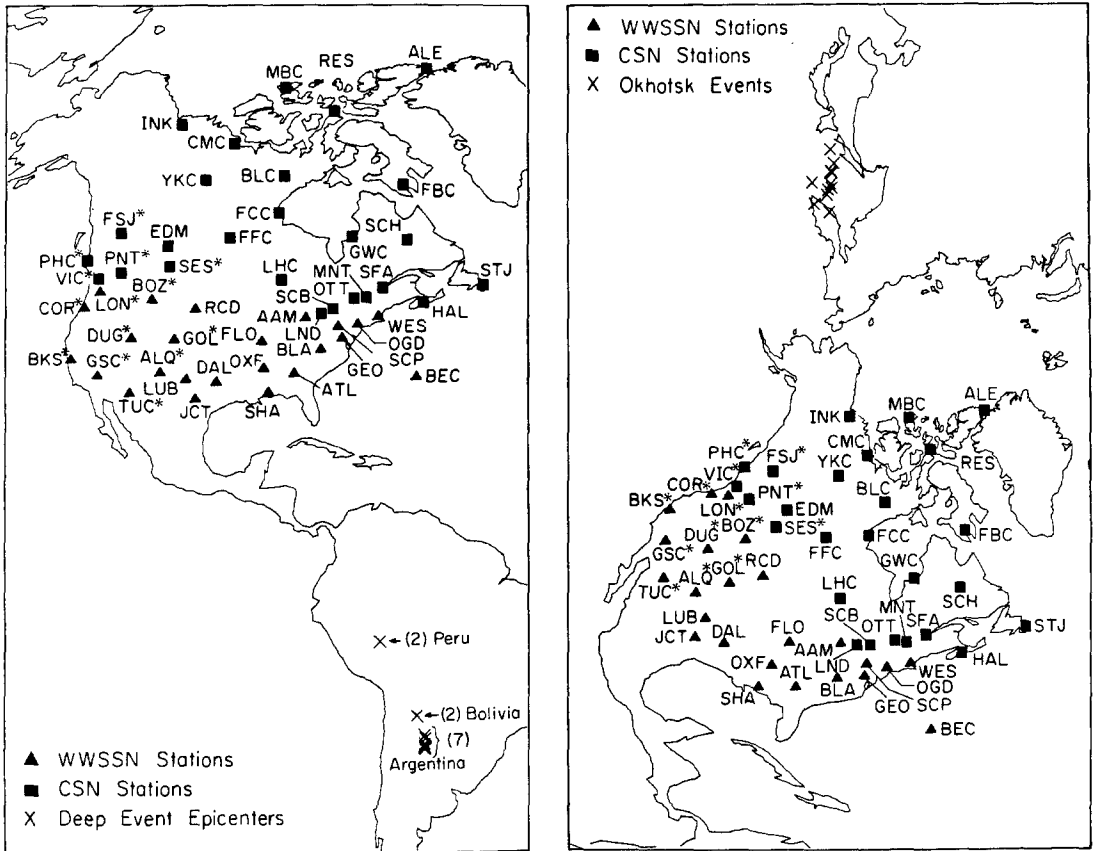 ALE
RES
MBC
INK
CMC
YKC
BLC
FBC
FSJ*
EDM
FCC
FFC
SCH
GWC
PHC*
PNT*
SES*
VIC*
BOZ*
LHC
MNT
SFA
OTT
STJ
COR*
LON*
RCD
SCB
AAM
HAL
DUG*
GOL*
FLO
LND
WES
OGD
BKS*
GSC*
ALQ*
DAL
OXF
BLA
SCP
GEO
BEC
LUB
ATL
TUC*
JCT
SHA
←(2) Peru
←(2) Bolivia
(7)
Argentina
▲ WWSSN Stations
■ CSN Stations
X Deep Event Epicenters
▲ WWSSN Stations
■ CSN Stations
X Okhotsk Events
INK
MBC
ALE
CMC
RES
PHC*
FSJ*
YKC
VIC*
BLC
COR*
BKS*
PNT*
LON*
EDM
BOZ*
SES*
DUG*
FCC
FBC
GSC*
FFC
GWC
ALQ*
GOL*
RCD
TUC*
LHC
SCH
MNT
SCB
OTT
SFA
STJ
LUB
JCT
DAL
FLO
AAM
HAL
OXF
LND
WES
ATL
OGD
SHA
BLA
SCP
GEO
BEC